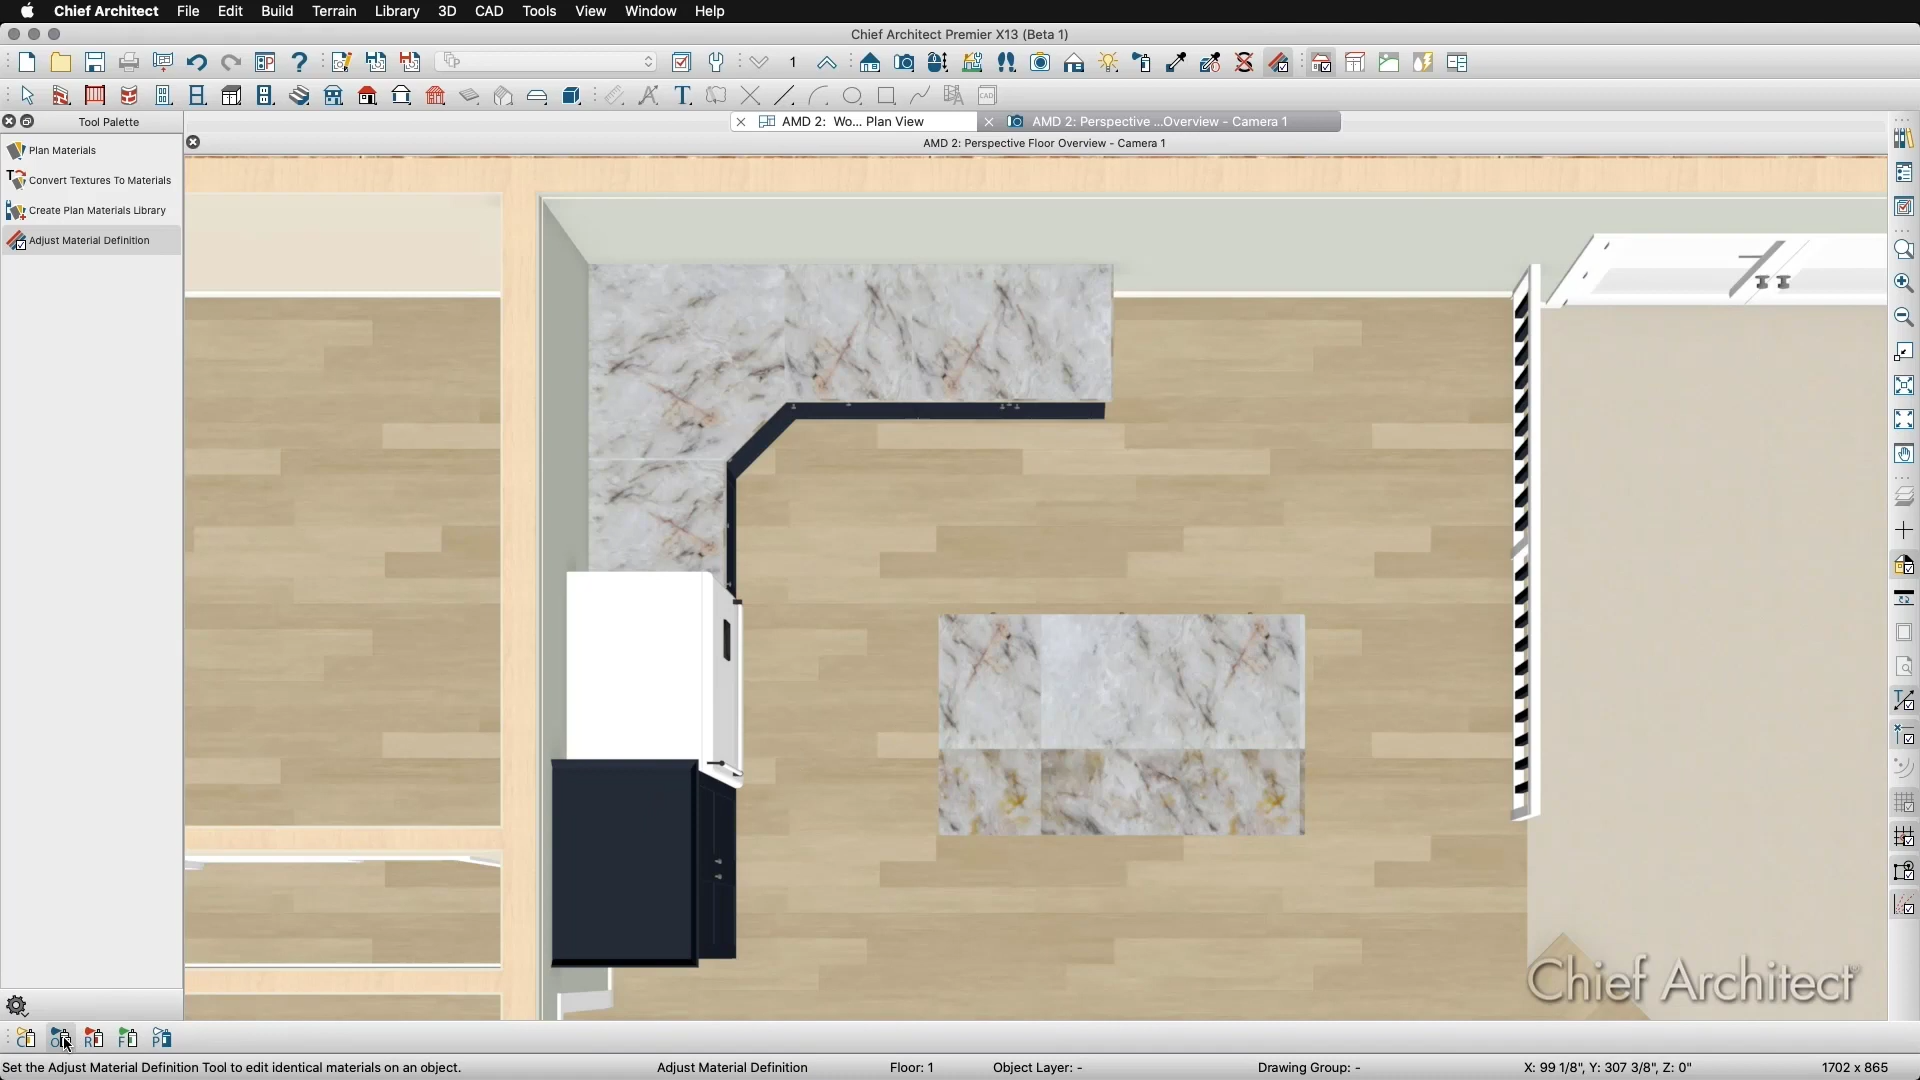 Chief Architect File Edit Build Terrain Library 3D CAD Tools View Window Help
Chief Architect Premier X13 (Beta 1)
1
Tool Palette
AMD 2: Wo... Plan View
AMD 2: Perspective ...Overview - Camera 1
AMD 2: Perspective Floor Overview - Camera 1
Plan Materials
Convert Textures To Materials
Create Plan Materials Library
Adjust Material Definition
Chief Architect
Set the Adjust Material Definition Tool to edit identical materials on an object.
Adjust Material Definition
Floor: 1
Object Layer: -
Drawing Group: -
X: 99 1/8", Y: 307 3/8", Z: 0"
1702 x 865